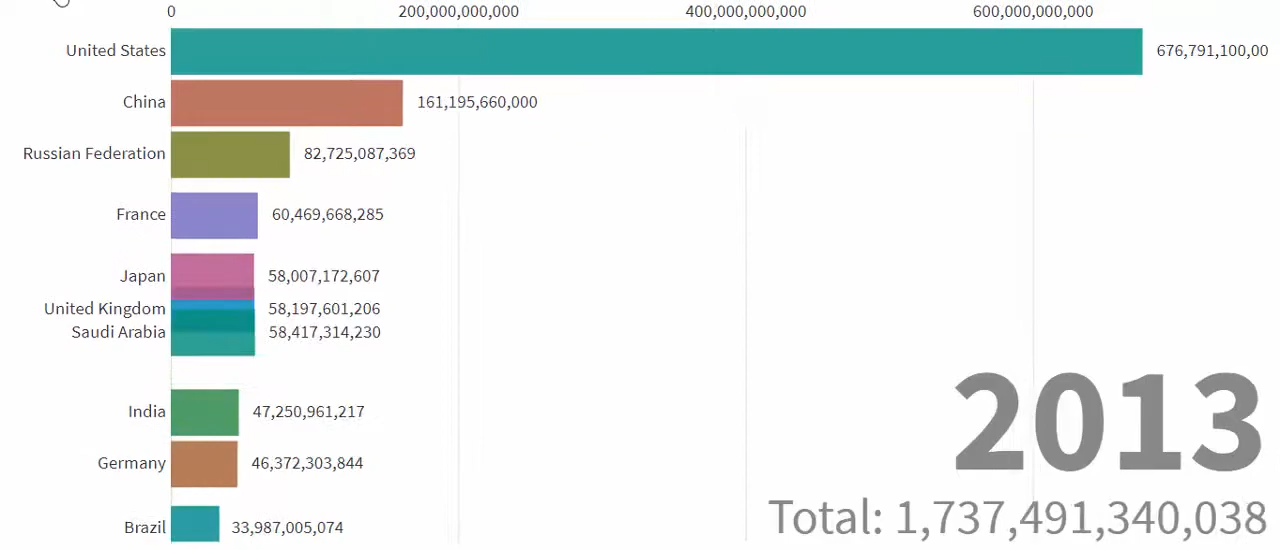 0 200,000,000,000 400,000,000,000 600,000,000,000
United States 676,791,100,00
China 161,195,660,000
Russian Federation 82,725,087,369
France 60,469,668,285
Japan 58,007,172,607
United Kingdom 58,197,601,206
Saudi Arabia 58,417,314,230
India 47,250,961,217
Germany 46,372,303,844
2013
Total: 1,737,491,340,038
Brazil 33,987,005,074